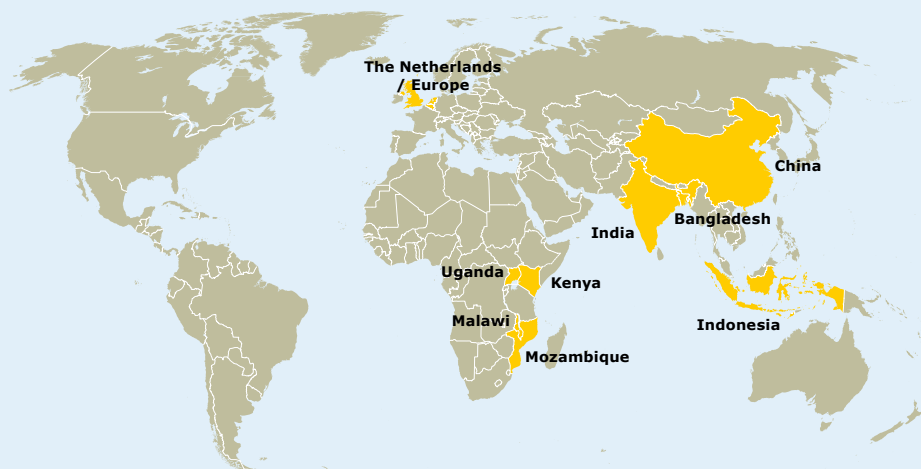 The Netherlands
/ Europe
China
Bangladesh
India
Uganda
Kenya
Malawi
Indonesia
Mozambique